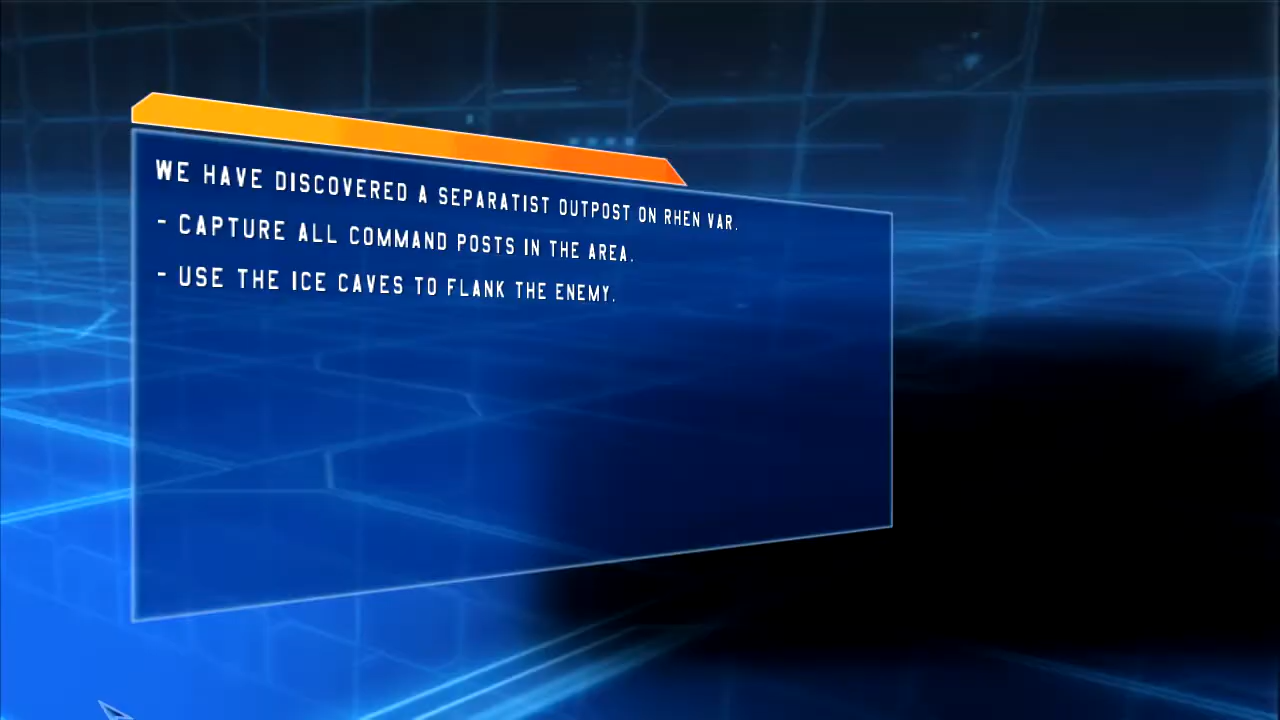 WE HAVE DISCOVERED A SEPARATIST OUTPOST ON RHEN VAR.
- CAPTURE ALL COMMAND POSTS IN THE AREA.
- USE THE ICE CAVES TO FLANK THE ENEMY.